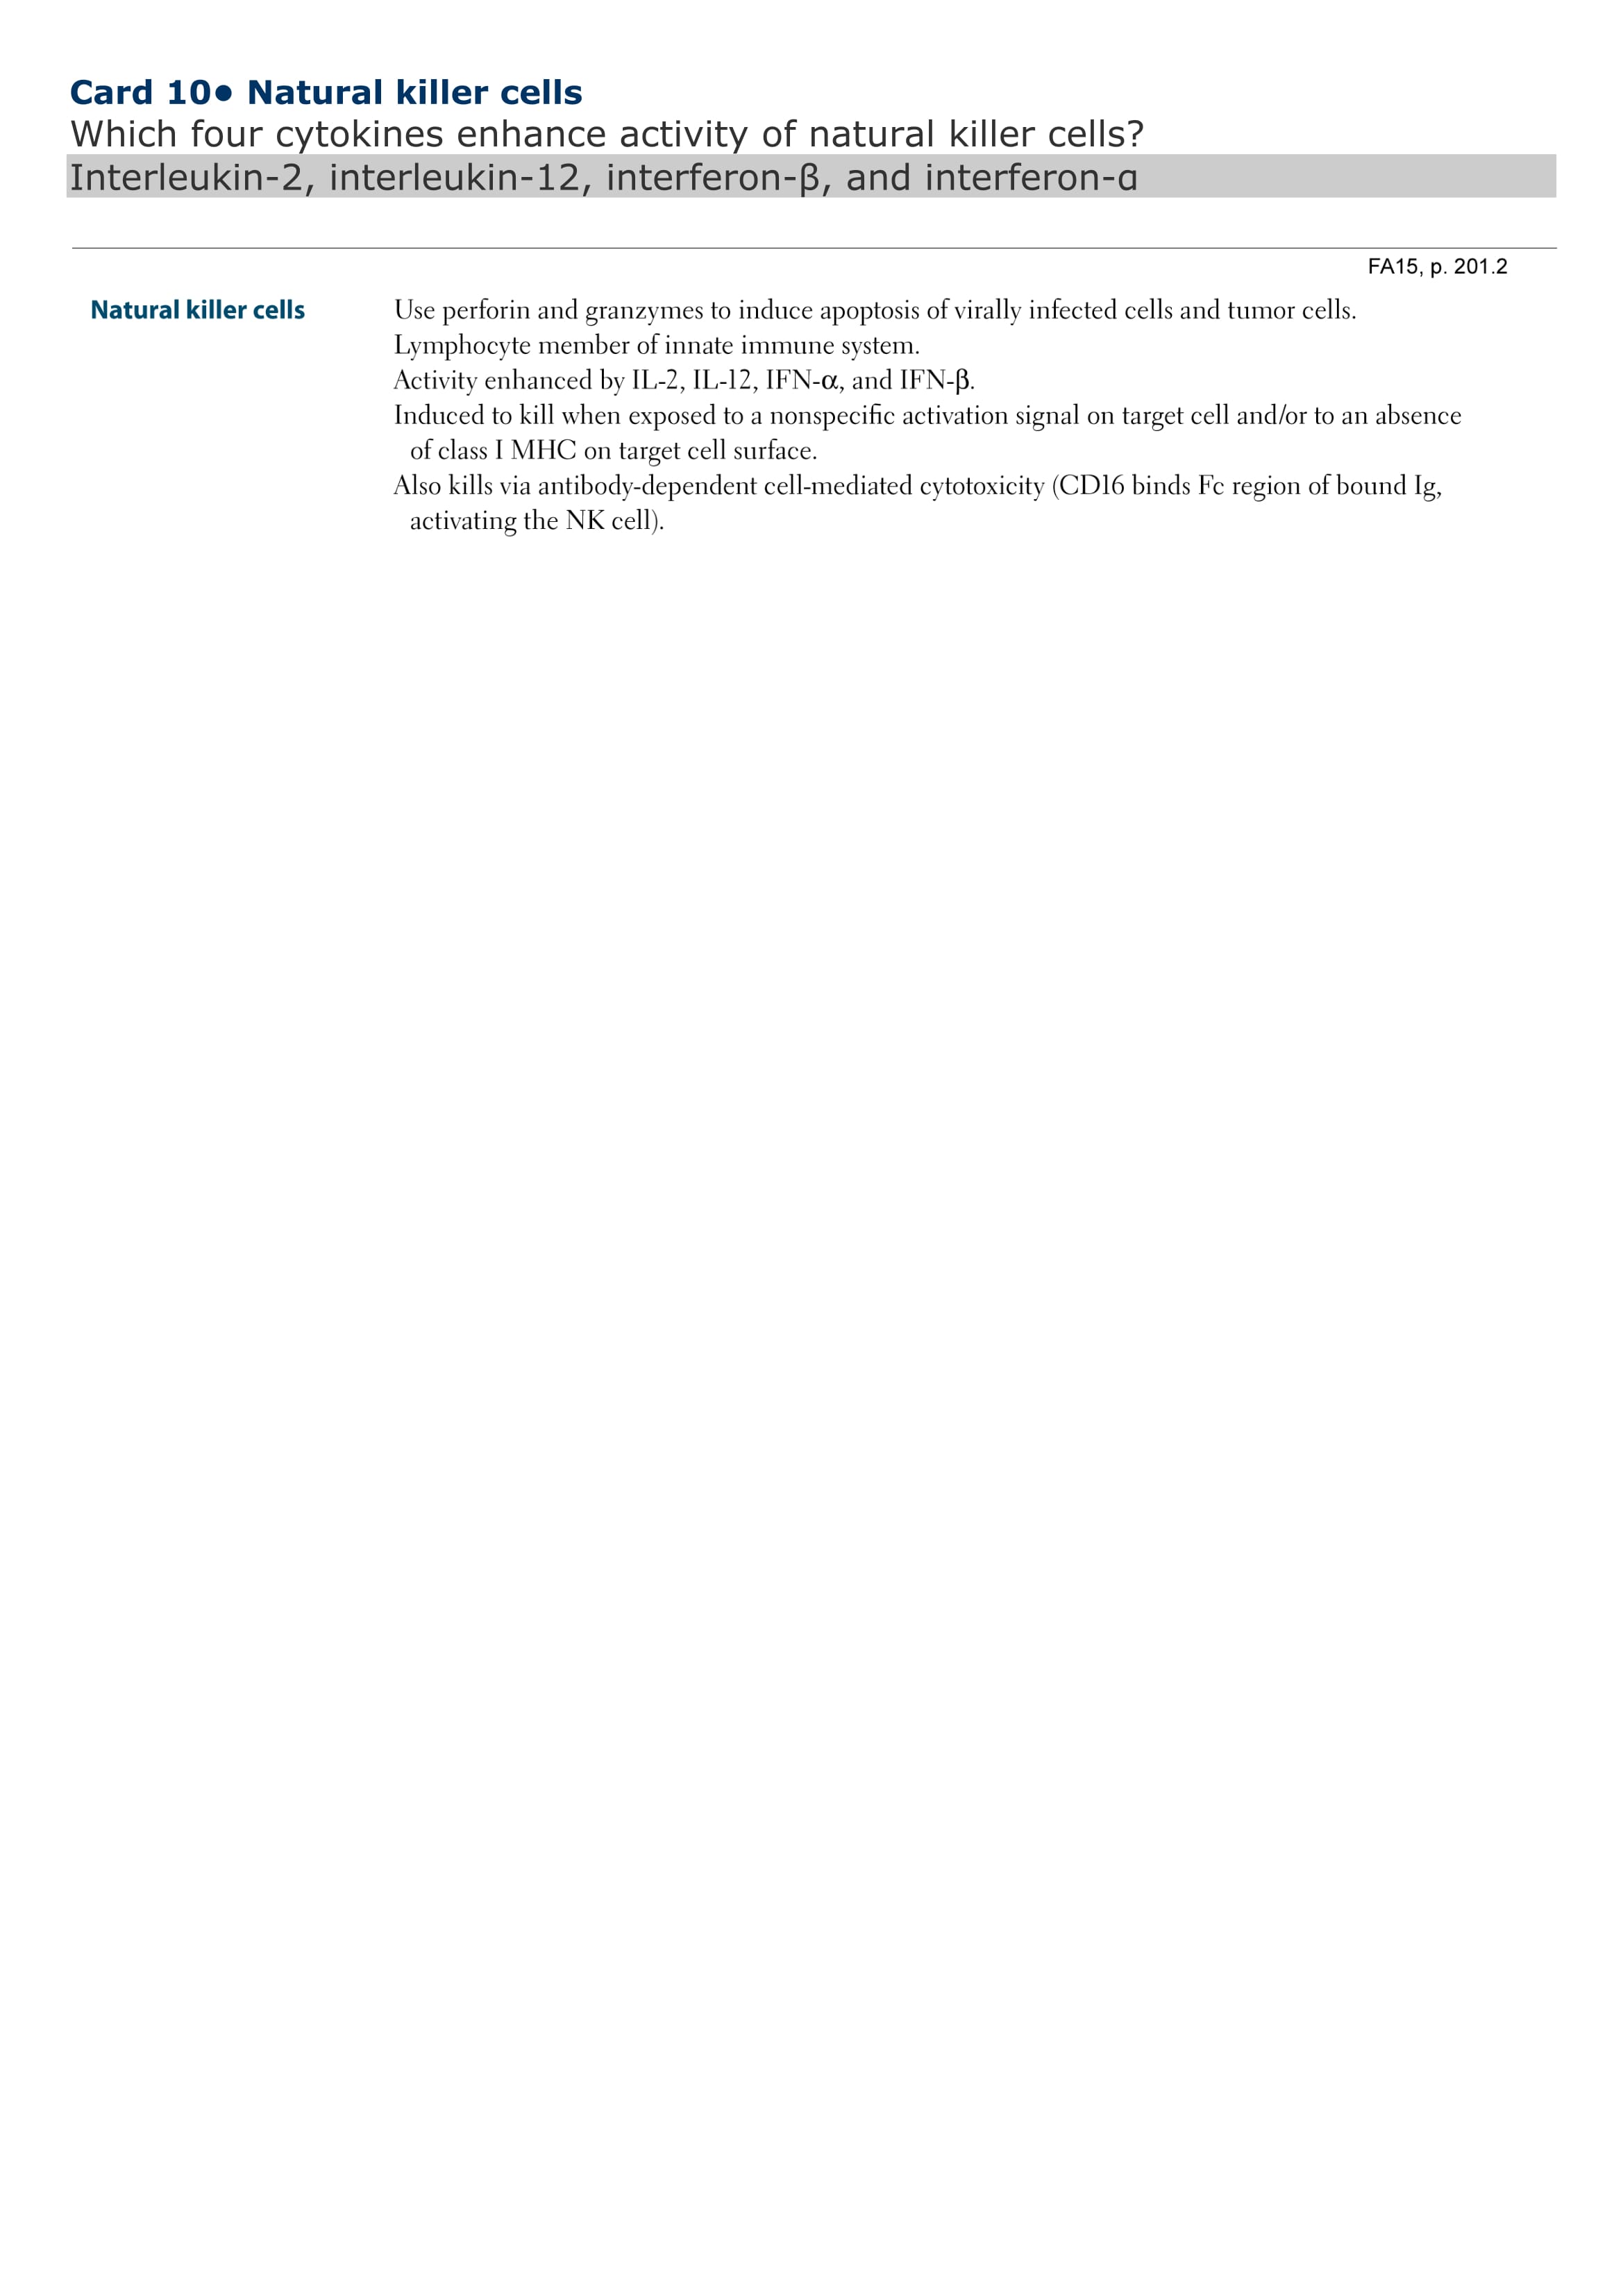 Card 10● Natural killer cells
Which four cytokines enhance activity of natural killer cells?
Interleukin-2, interleukin-12, interferon-β, and interferon-α
FA15, p. 201.2
Natural killer cells
Use perforin and granzymes to induce apoptosis of virally infected cells and tumor cells.
Lymphocyte member of innate immune system.
Activity enhanced by IL-2, IL-12, IFN-α, and IFN-β.
Induced to kill when exposed to a nonspecific activation signal on target cell and/or to an absence
of class I MHC on target cell surface.
Also kills via antibody-dependent cell-mediated cytotoxicity (CD16 binds Fc region of bound Ig,
activating the NK cell).